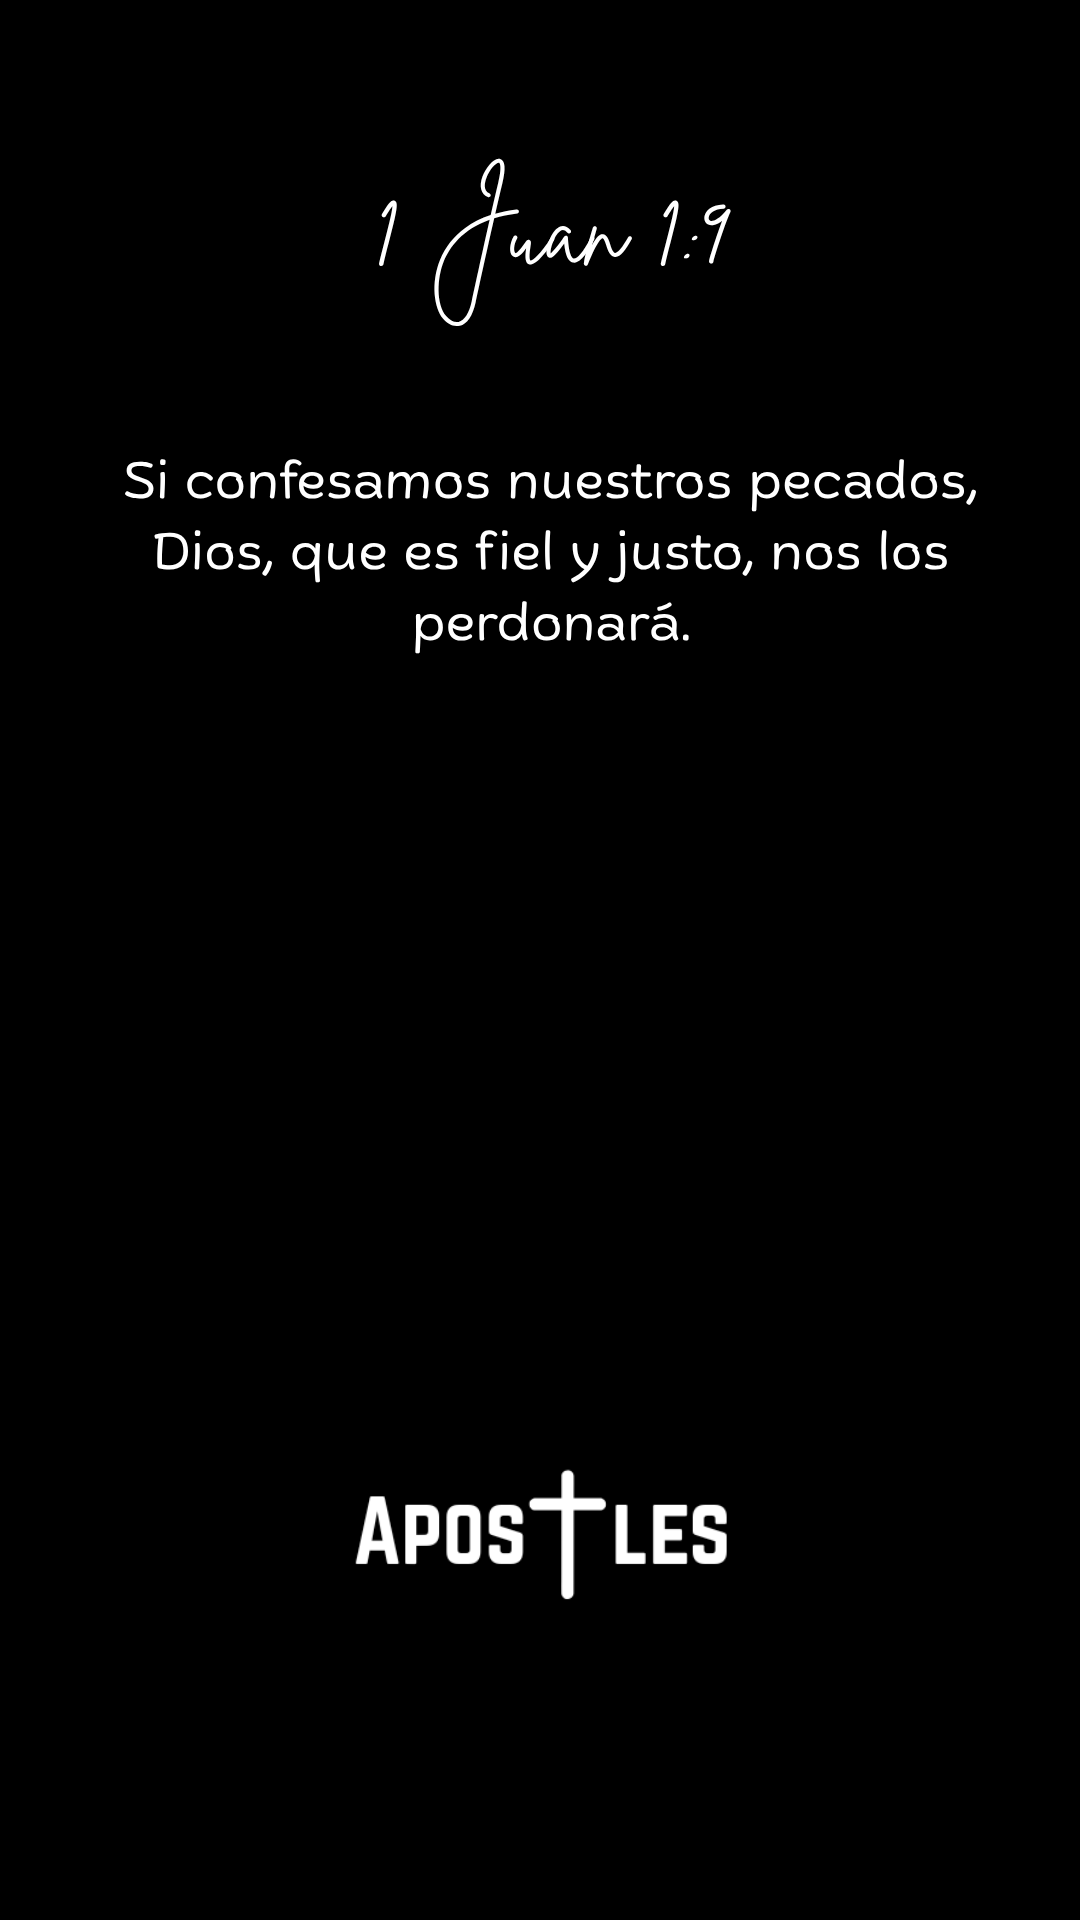 1 Juan 1:9
Si confesamos nuestros pecados,
Dios, que es fiel y justo, nos los
perdonará.
APOSTLES